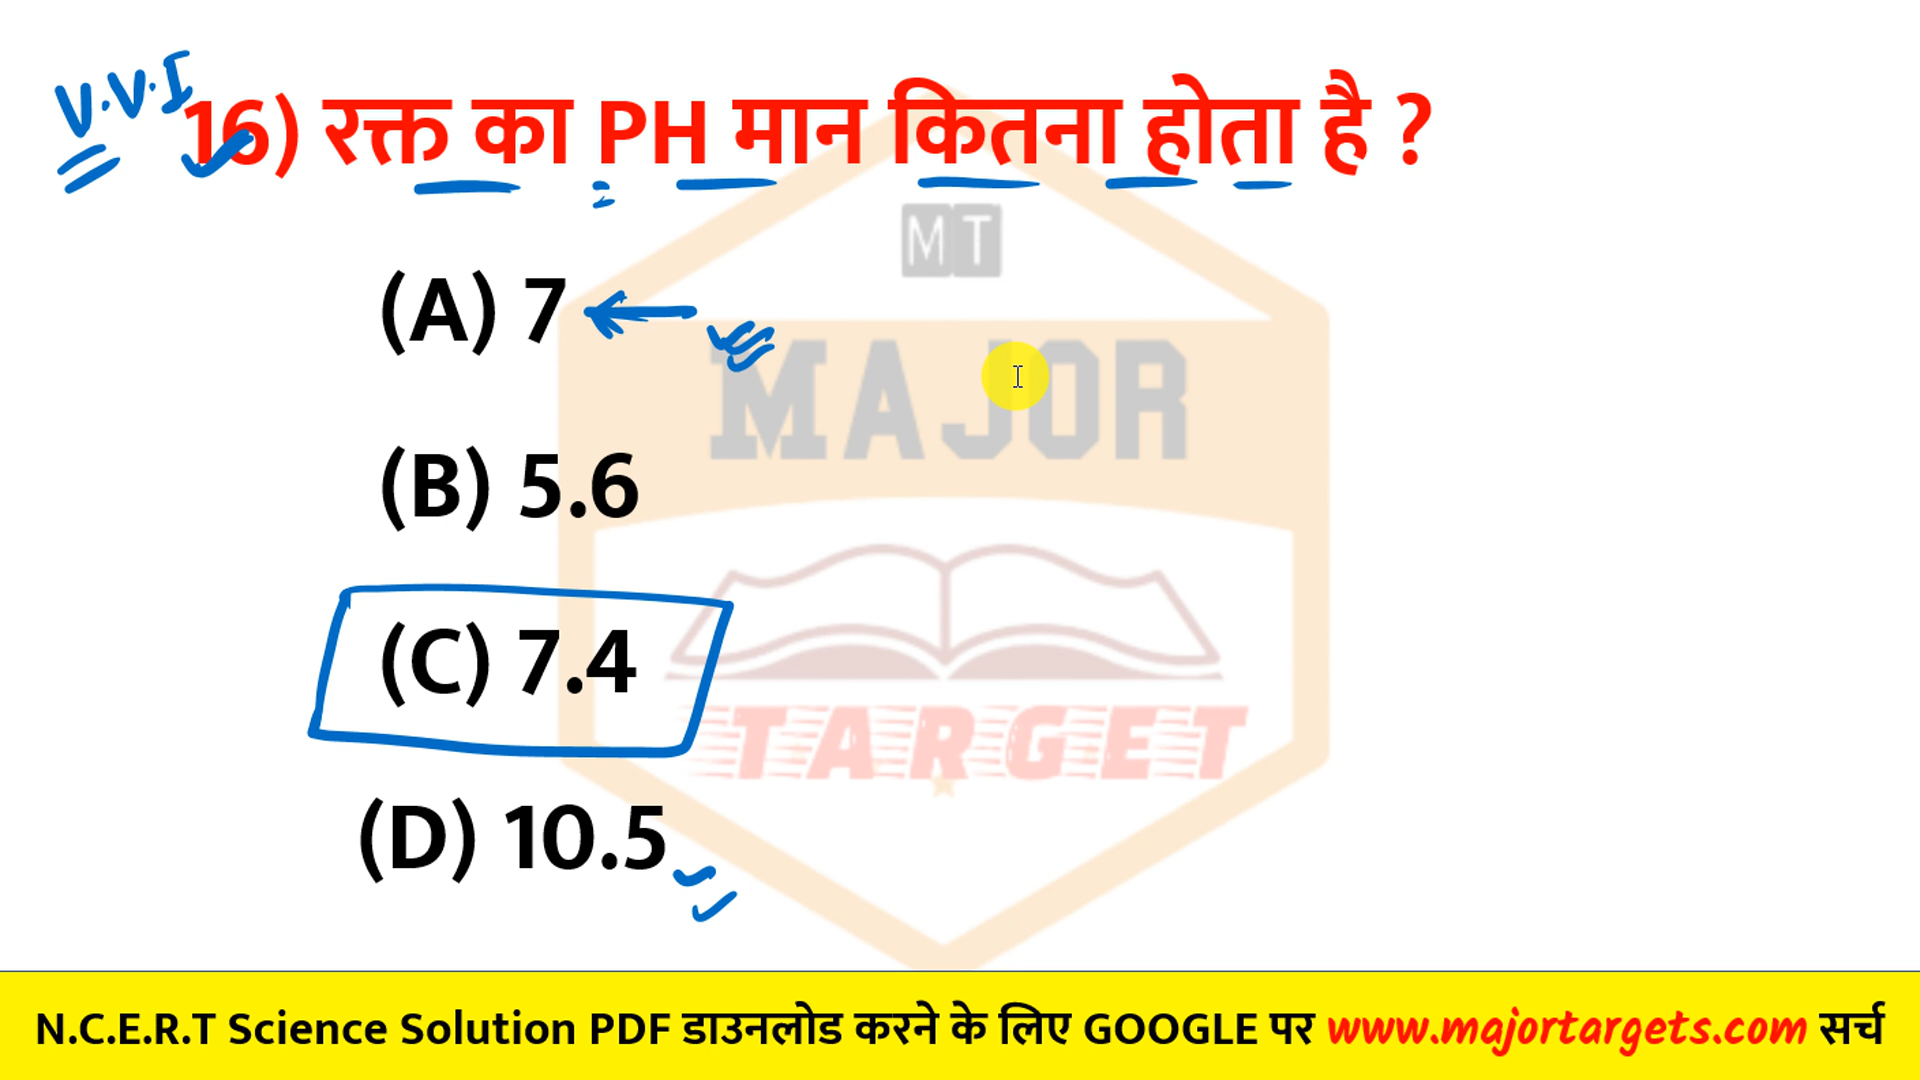 V.V.I
16) रक्त का PH मान कितना होता है ?
MT
(A) 7
MAJOR
(B) 5.6
(C) 7.4
TARGET
(D) 10.5
N.C.E.R.T Science Solution PDF डाउनलोड करने के लिए GOOGLE पर www.majortargets.com सर्च